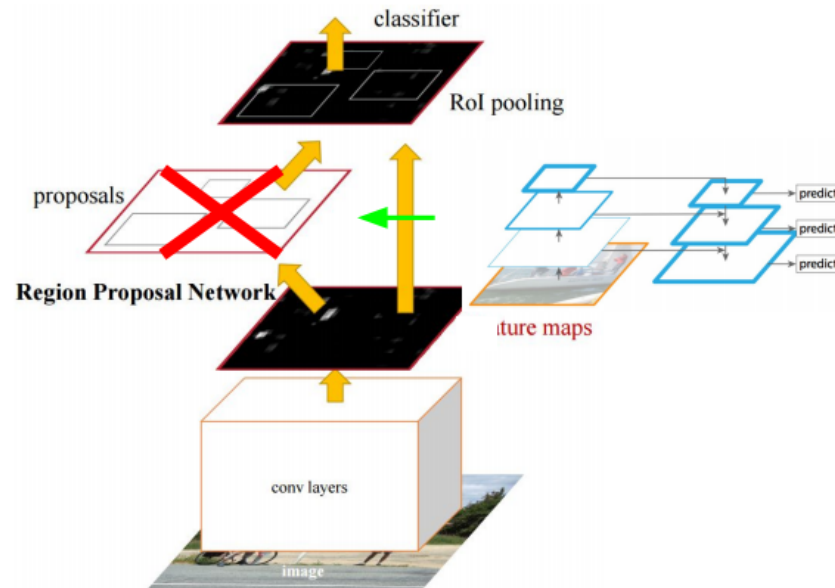 classifier
RoI pooling
proposals
predict
predict
predict
Region Proposal Network
ture maps
conv layers
image